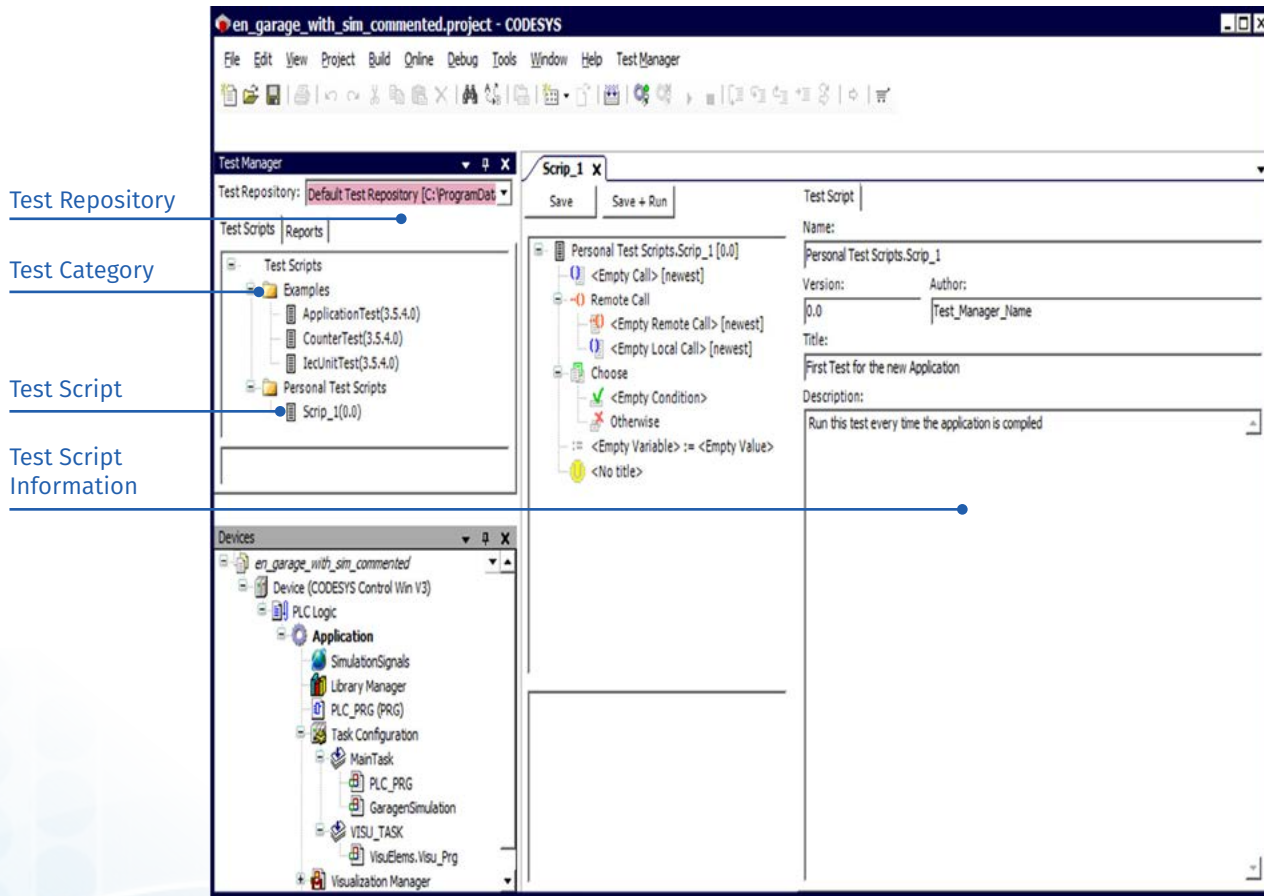 en_garage_with_sim_commented.project - CODESYS
File Edit View Project Build Online Debug Tools Window Help Test Manager
Test Manager
Test Repository: Default Test Repository [C:\ProgramDat
Test Scripts Reports
Test Scripts
Examples
ApplicationTest(3.5.4.0)
CounterTest(3.5.4.0)
IecUnitTest(3.5.4.0)
Personal Test Scripts
Scrip_1(0.0)
Test Repository
Test Category
Test Script
Test Script
Information
Devices
en_garage_with_sim_commented
Device (CODESYS Control Win V3)
PLC Logic
Application
SimulationSignals
Library Manager
PLC_PRG (PRG)
Task Configuration
MainTask
PLC_PRG
GaragenSimulation
VISU_TASK
VisuElems.Visu_Prg
Visualization Manager
Scrip_1 X
Save Save + Run
Personal Test Scripts.Scrip_1 [0.0]
<Empty Call> [newest]
Remote Call
<Empty Remote Call> [newest]
<Empty Local Call> [newest]
Choose
<Empty Condition>
Otherwise
:= <Empty Variable> := <Empty Value>
<No title>
Test Script
Name:
Personal Test Scripts.Scrip_1
Version: Author:
0.0 Test_Manager_Name
Title:
First Test for the new Application
Description:
Run this test every time the application is compiled